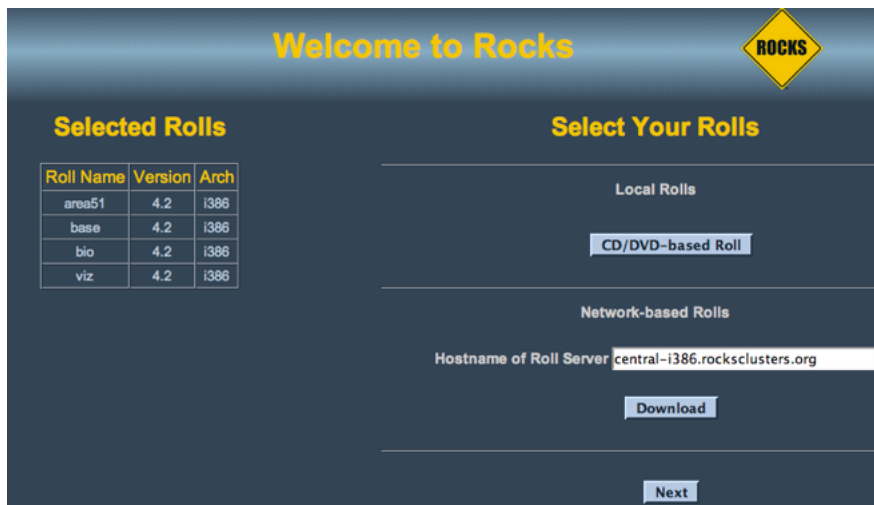 Welcome to Rocks
ROCKS
Selected Rolls
Roll Name Version Arch
area51 4.2 i386
base 4.2 i386
bio 4.2 i386
viz 4.2 i386
Select Your Rolls
Local Rolls
CD/DVD-based Roll
Network-based Rolls
Hostname of Roll Server central-i386.rocksclusters.org
Download
Next